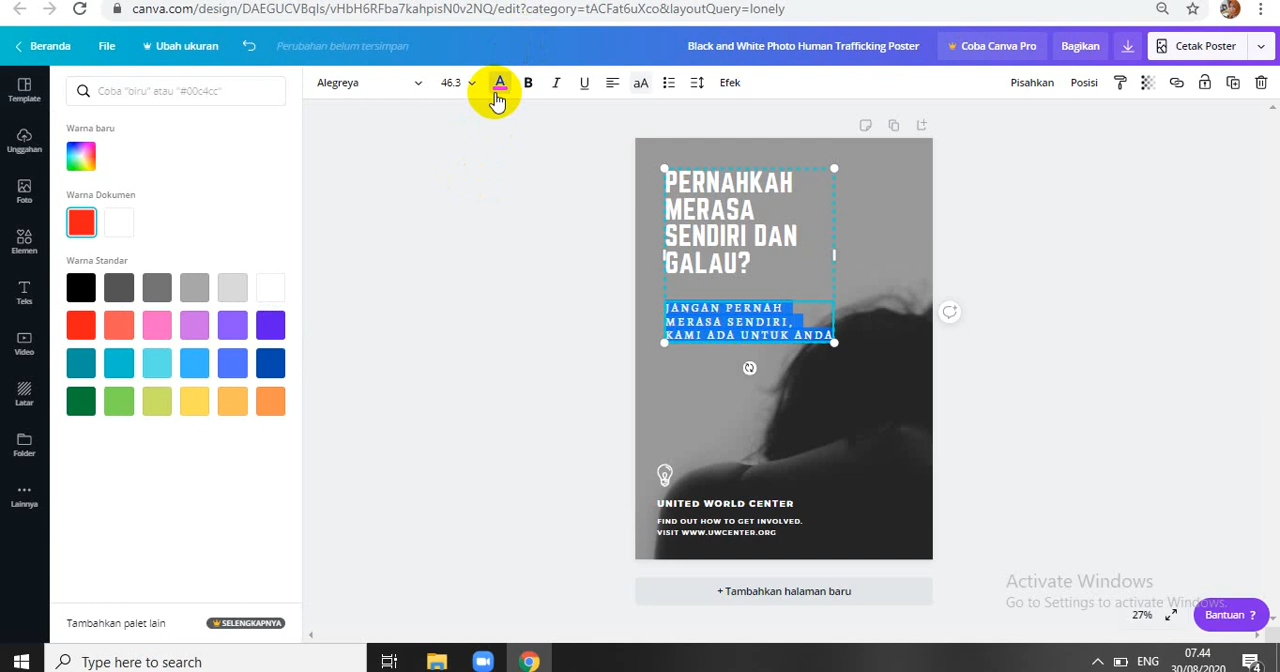 canva.com/design/DAEGUCVBqls/vHbH6RFba7kahpisN0v2NQ/edit?category=tACFat6uXco&layoutQuery=lonely
Beranda
File
Ubah ukuran
Perubahan belum tersimpan
Black and White Photo Human Trafficking Poster
Coba Canva Pro
Bagikan
Cetak Poster
Template
Unggahan
Foto
Elemen
Teks
Video
Latar
Folder
Lainnya
Coba "biru" atau "#00c4cc"
Warna baru
Warna Dokumen
Warna Standar
Tambahkan palet lain
SELENGKAPNYA
Alegreya
46.3
A
B
I
U
aA
Efek
Pisahkan
Posisi
PERNAHKAH
MERASA
SENDIRI DAN
GALAU?
JANGAN PERNAH
MERASA SENDIRI,
KAMI ADA UNTUK ANDA
UNITED WORLD CENTER
FIND OUT HOW TO GET INVOLVED.
VISIT WWW.UWCENTER.ORG
+ Tambahkan halaman baru
Activate Windows
Go to Settings to activate Windows.
27%
Bantuan ?
Type here to search
ENG
07.44
30/08/2020
4